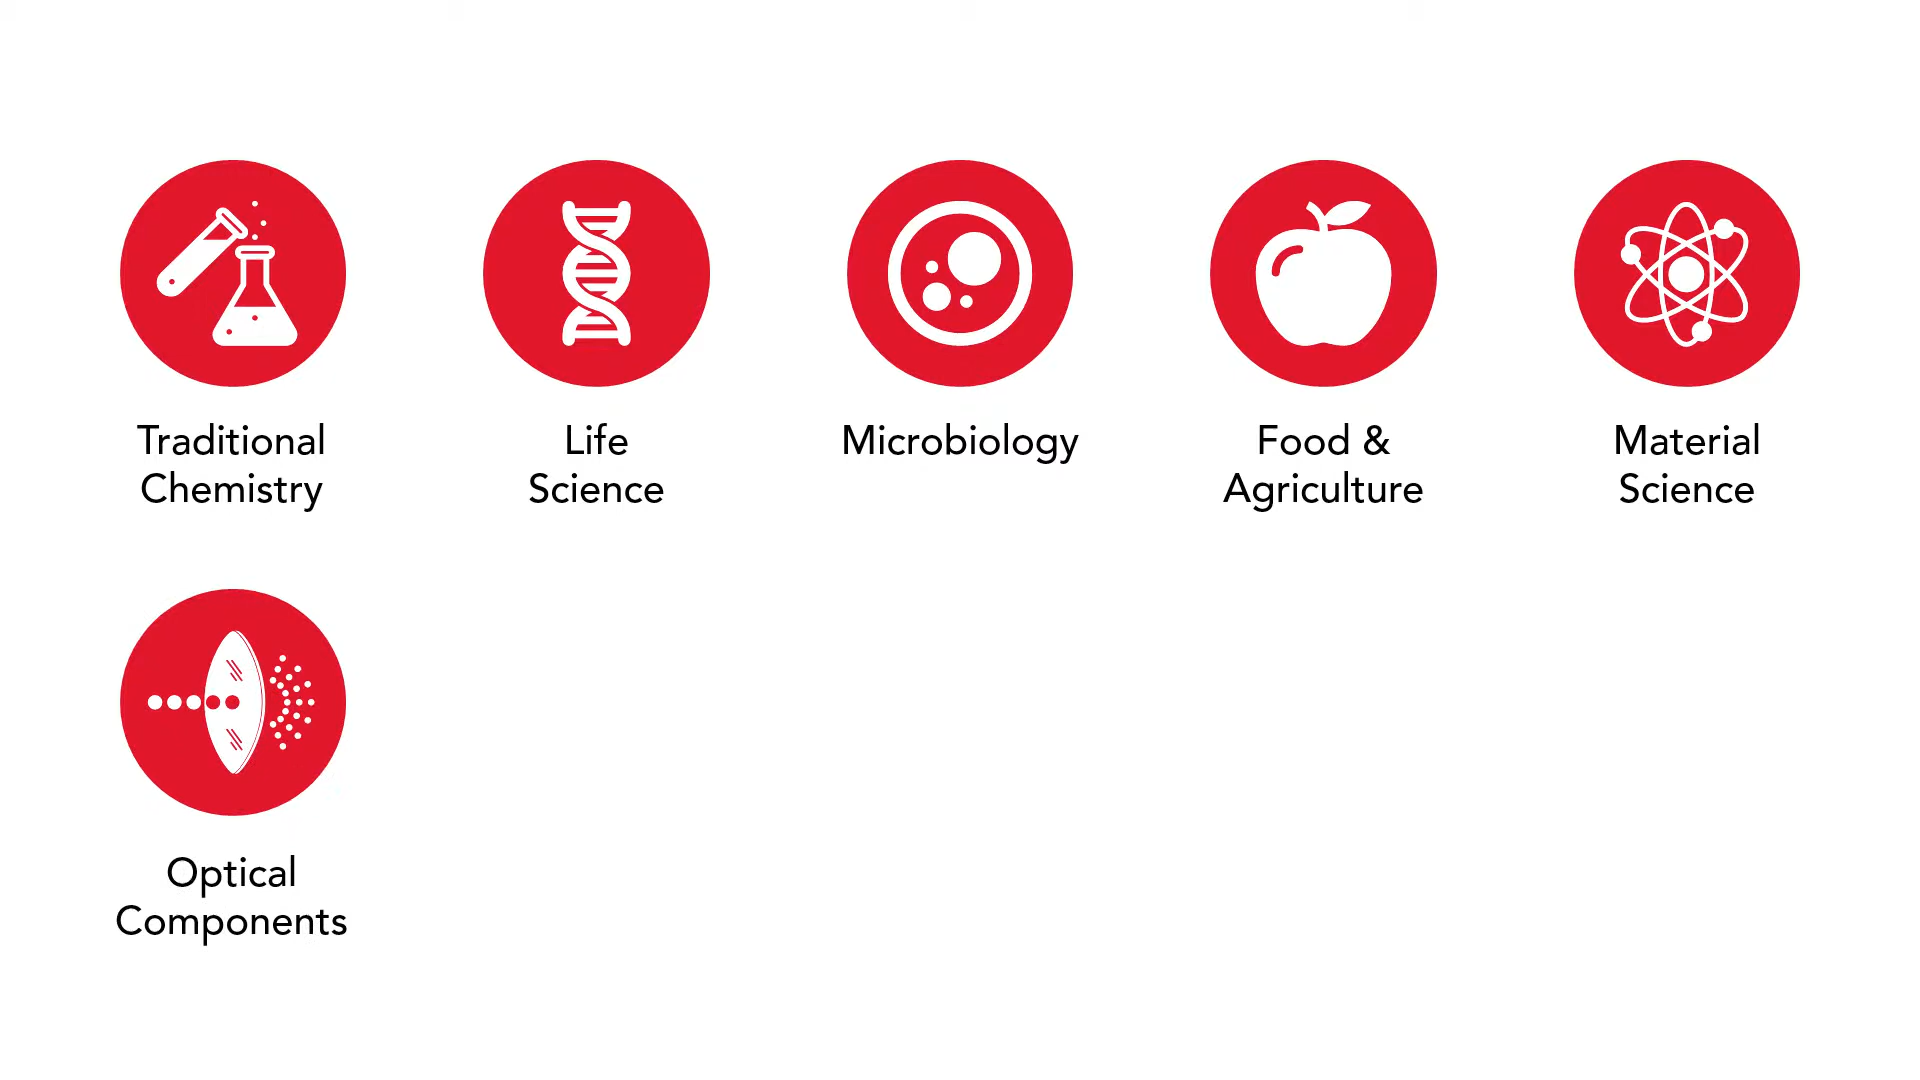 Traditional
Chemistry
Life
Science
Microbiology
Food &
Agriculture
Material
Science
Optical
Components